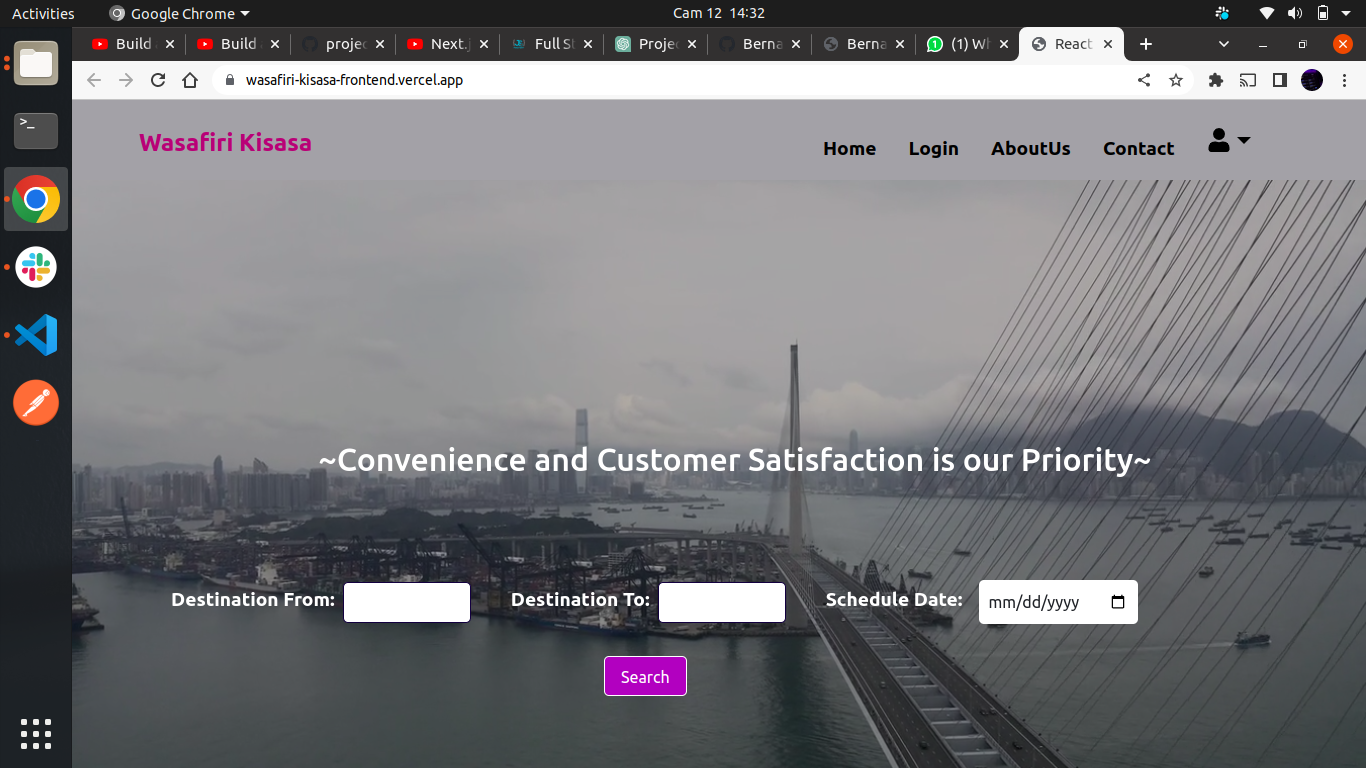 Activities
Google Chrome
Cam 12 14:32
Build
Build
projec
Next.j
Full St
Projec
Berna
Berna
(1) Wh
React
wasafiri-kisasa-frontend.vercel.app
Wasafiri Kisasa
Home
Login
AboutUs
Contact
~Convenience and Customer Satisfaction is our Priority~
Destination From:
Destination To:
Schedule Date:
mm/dd/yyyy
Search